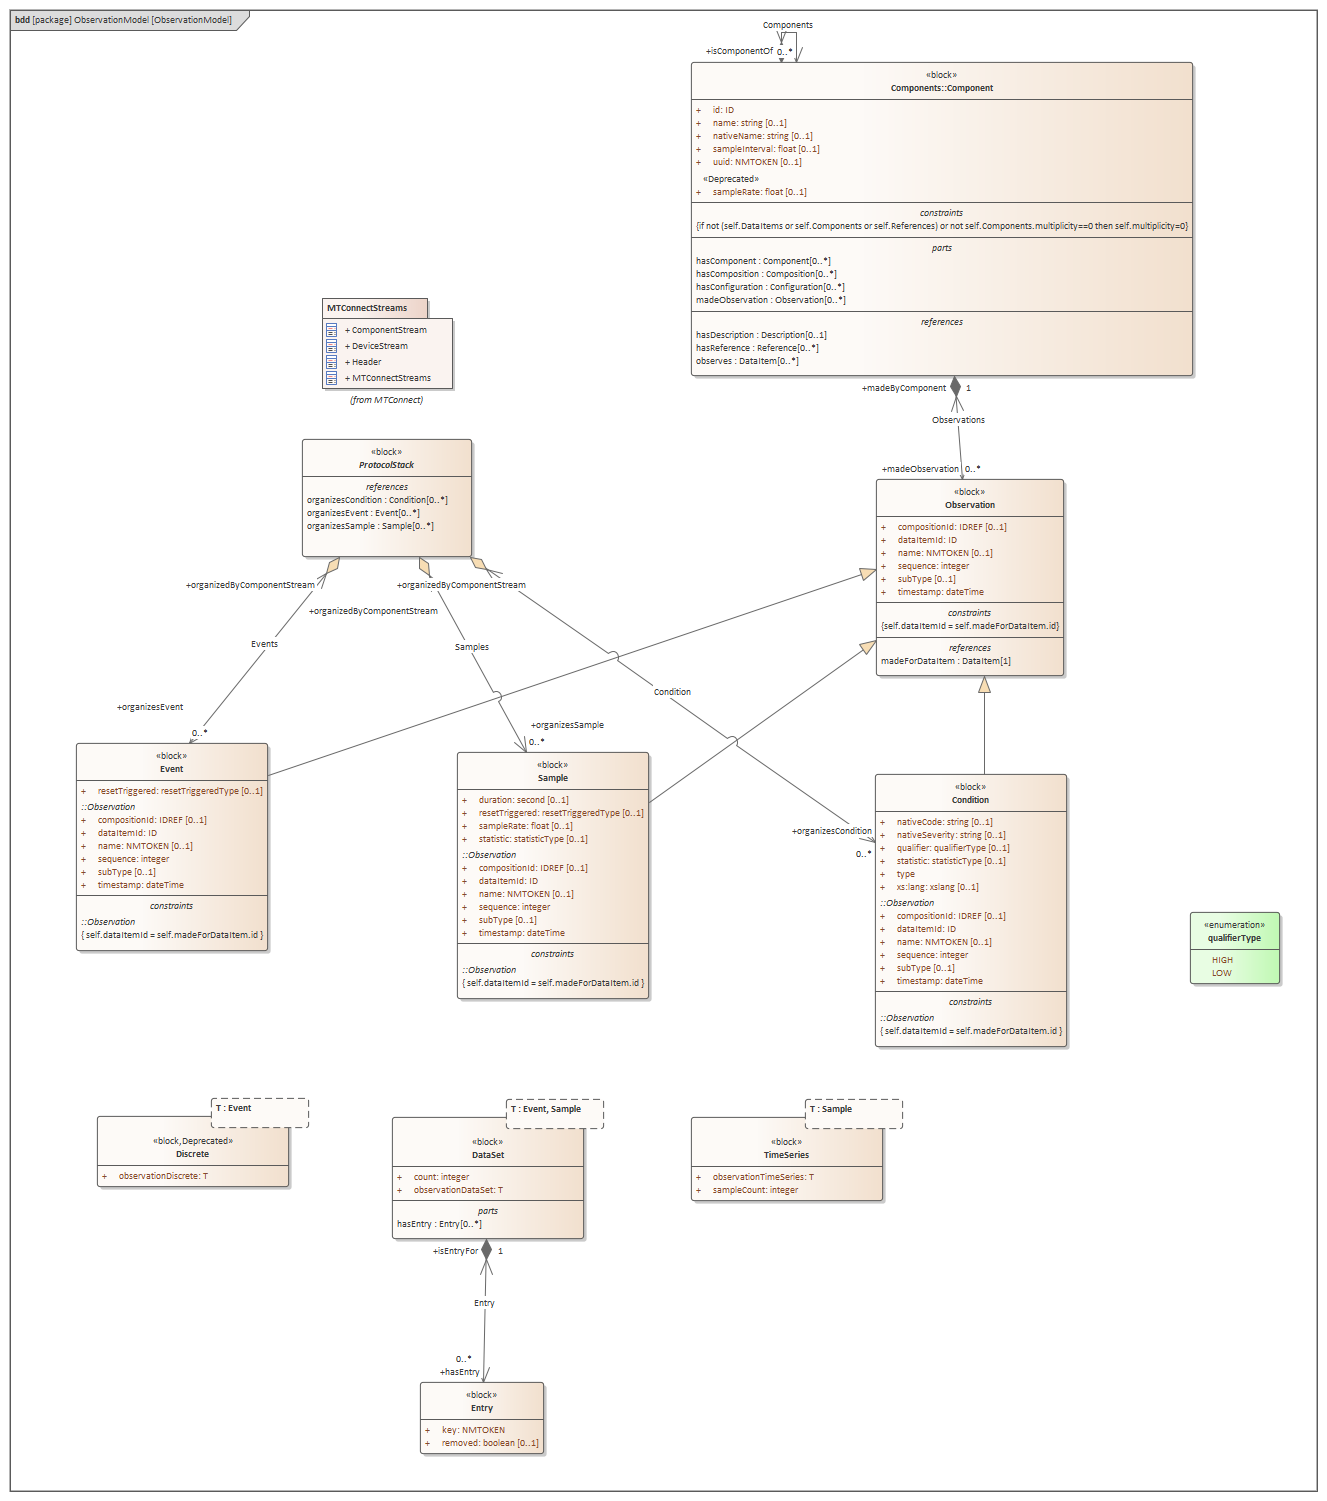 bdd [package] ObservationModel [ObservationModel]
Components
+isComponentOf 0..*
«block»
Components::Component
+ id: ID
+ name: string [0..1]
+ nativeName: string [0..1]
+ sampleInterval: float [0..1]
+ uuid: NMTOKEN [0..1]
«Deprecated»
+ sampleRate: float [0..1]
constraints
{if not (self.DataItems or self.Components or self.References) or not self.Components.multiplicity==0 then self.multiplicity=0}
parts
hasComponent : Component[0..*]
hasComposition : Composition[0..*]
hasConfiguration : Configuration[0..*]
madeObservation : Observation[0..*]
references
hasDescription : Description[0..1]
hasReference : Reference[0..*]
observes : DataItem[0..*]
MTConnectStreams
+ ComponentStream
+ DeviceStream
+ Header
+ MTConnectStreams
(from MTConnect)
+madeByComponent 1
Observations
+madeObservation 0..*
«block»
ProtocolStack
references
organizesCondition : Condition[0..*]
organizesEvent : Event[0..*]
organizesSample : Sample[0..*]
«block»
Observation
+ compositionId: IDREF [0..1]
+ dataItemId: ID
+ name: NMTOKEN [0..1]
+ sequence: integer
+ subType [0..1]
+ timestamp: dateTime
constraints
{self.dataItemId = self.madeForDataItem.id}
references
madeForDataItem : DataItem[1]
+organizedByComponentStream
+organizedByComponentStream
+organizedByComponentStream
Events
Samples
Condition
+organizesEvent
0..*
+organizesSample
0..*
+organizesCondition
0..*
«block»
Event
+ resetTriggered: resetTriggeredType [0..1]
::Observation
+ compositionId: IDREF [0..1]
+ dataItemId: ID
+ name: NMTOKEN [0..1]
+ sequence: integer
+ subType [0..1]
+ timestamp: dateTime
constraints
::Observation
{ self.dataItemId = self.madeForDataItem.id }
«block»
Sample
+ duration: second [0..1]
+ resetTriggered: resetTriggeredType [0..1]
+ sampleRate: float [0..1]
+ statistic: statisticType [0..1]
::Observation
+ compositionId: IDREF [0..1]
+ dataItemId: ID
+ name: NMTOKEN [0..1]
+ sequence: integer
+ subType [0..1]
+ timestamp: dateTime
constraints
::Observation
{ self.dataItemId = self.madeForDataItem.id }
«block»
Condition
+ nativeCode: string [0..1]
+ nativeSeverity: string [0..1]
+ qualifier: qualifierType [0..1]
+ statistic: statisticType [0..1]
+ type
+ xs:lang: xslang [0..1]
::Observation
+ compositionId: IDREF [0..1]
+ dataItemId: ID
+ name: NMTOKEN [0..1]
+ sequence: integer
+ subType [0..1]
+ timestamp: dateTime
constraints
::Observation
{ self.dataItemId = self.madeForDataItem.id }
«enumeration»
qualifierType
HIGH
LOW
T : Event
«block,Deprecated»
Discrete
+ observationDiscrete: T
T : Event, Sample
«block»
DataSet
+ count: integer
+ observationDataSet: T
parts
hasEntry : Entry[0..*]
T : Sample
«block»
TimeSeries
+ observationTimeSeries: T
+ sampleCount: integer
+isEntryFor 1
Entry
0..*
+hasEntry
«block»
Entry
+ key: NMTOKEN
+ removed: boolean [0..1]